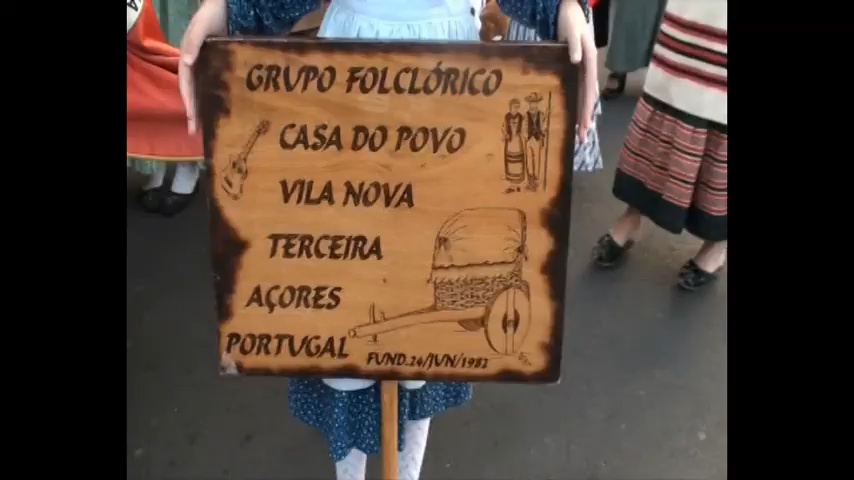 GRUPO FOLCLÓRICO
CASA DO POVO
VILA NOVA
TERCEIRA
AÇORES
PORTUGAL
FUND.24/JUN/1982